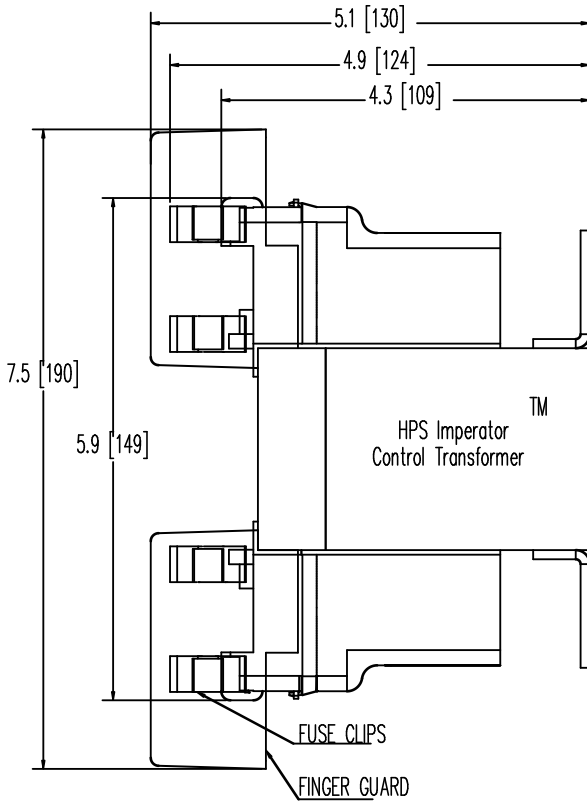 5.1 [130]
4.9 [124]
4.3 [109]
7.5 [190]
5.9 [149]
TM
HPS Imperator
Control Transformer
FUSE CLIPS
FINGER GUARD